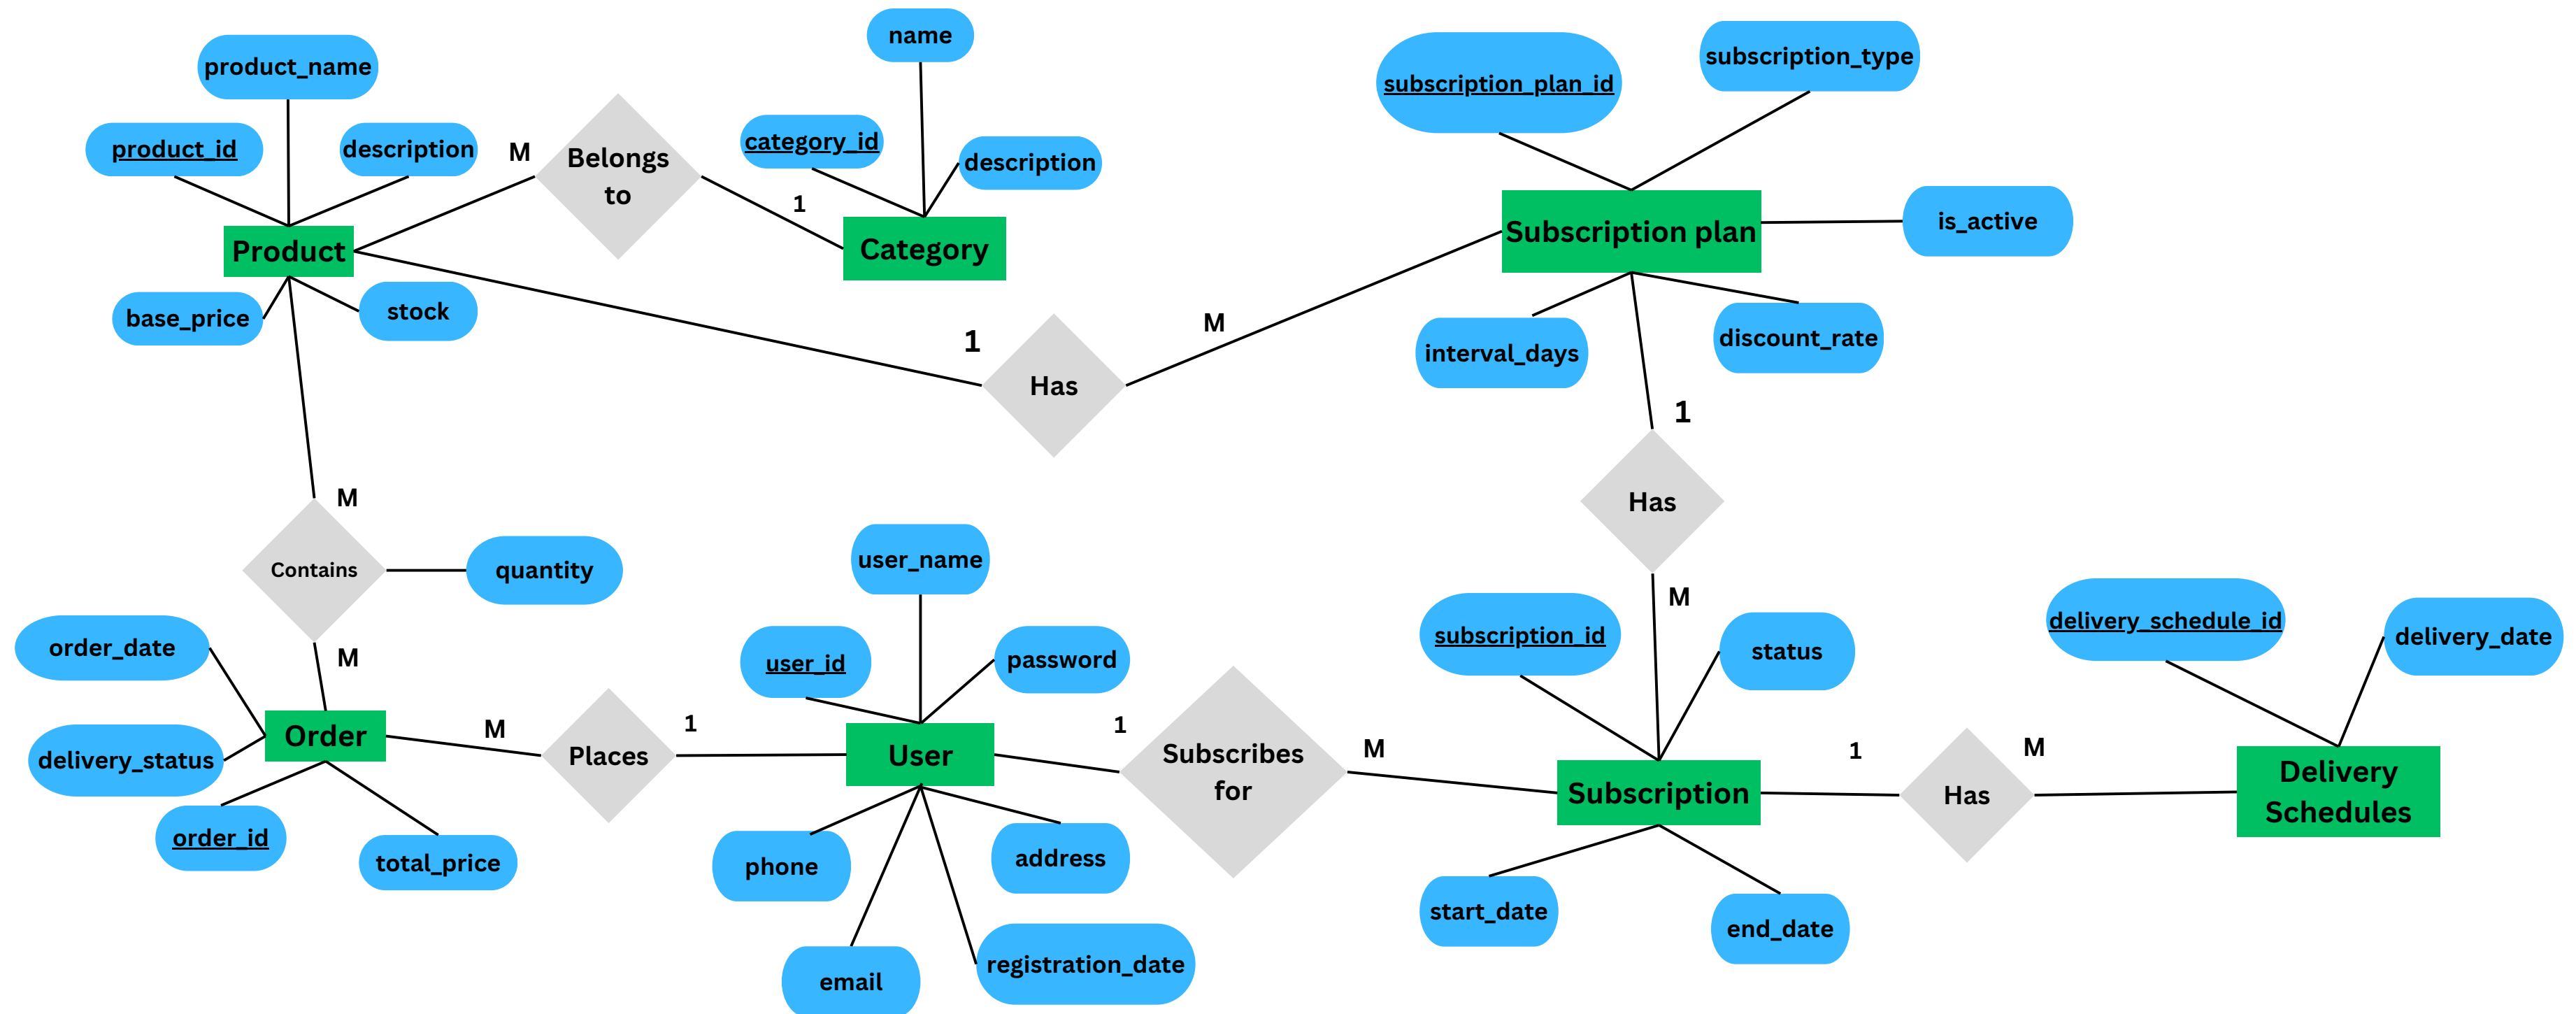 name
product_name
subscription_plan_id
subscription_type
product_id
description
M
Belongs
to
category_id
description
1
Product
Category
Subscription plan
is_active
base_price
stock
1
Has
M
interval_days
discount_rate
1
M
Has
Contains
quantity
user_name
M
order_date
M
user_id
password
subscription_id
status
delivery_schedule_id
delivery_date
Order
M
Places
1
User
1
Subscribes
for
M
Subscription
1
Has
M
Delivery
Schedules
delivery_status
order_id
total_price
phone
address
email
registration_date
start_date
end_date